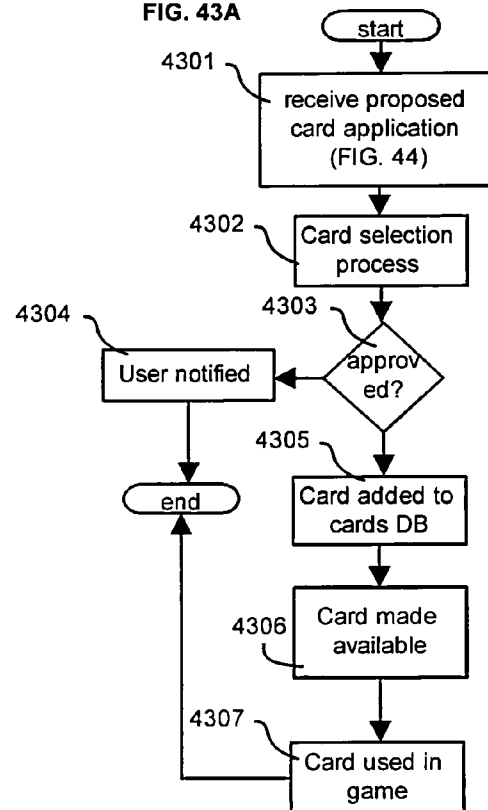 FIG. 43A
start
4301
receive proposed
card application
(FIG. 44)
4302
Card selection
process
4303
approv
ed?
4304
User notified
end
4305
Card added to
cards DB
4306
Card made
available
4307
Card used in
game